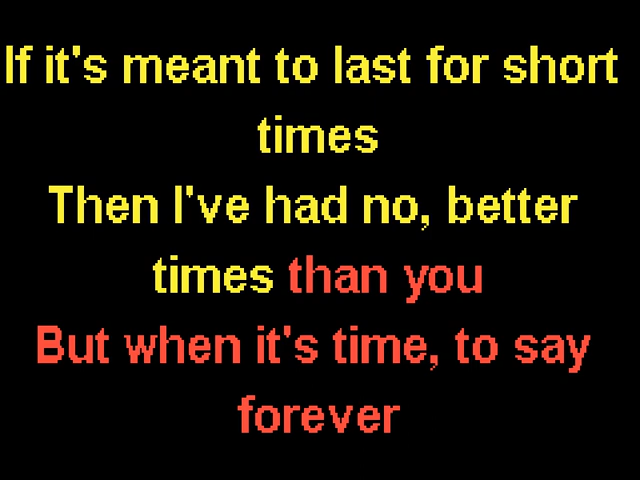 If it's meant to last for short
times
Then I've had no, better
times than you
But when it's time, to say
forever